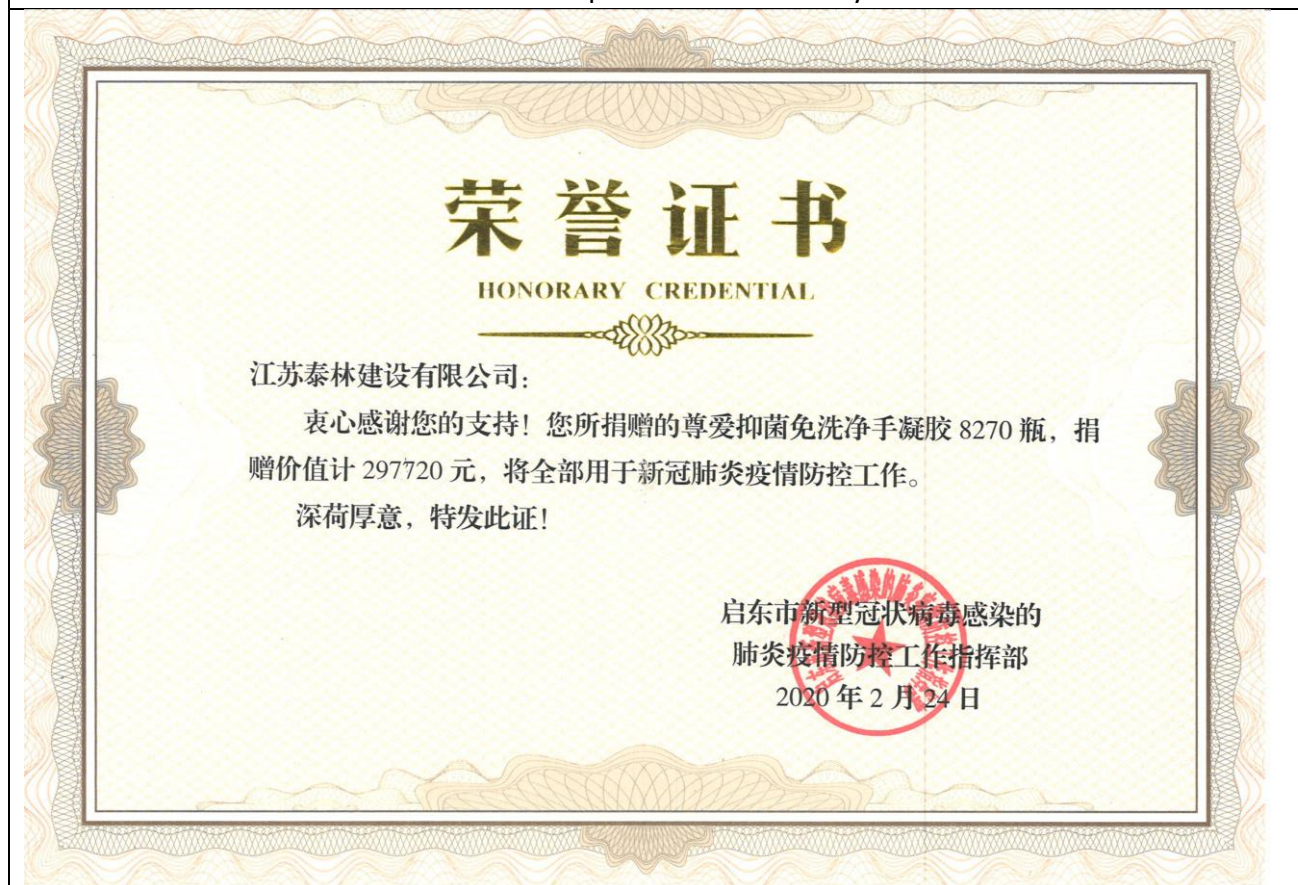 荣誉证书
HONORARY CREDENTIAL
江苏泰林建设有限公司:
衷心感谢您的支持！您所捐赠的尊爱抑菌免洗净手凝胶 8270 瓶，捐
赠价值计 297720 元，将全部用于新冠肺炎疫情防控工作。
深荷厚意，特发此证！
启东市新型冠状病毒感染的
肺炎疫情防控工作指挥部
2020 年 2 月 24 日